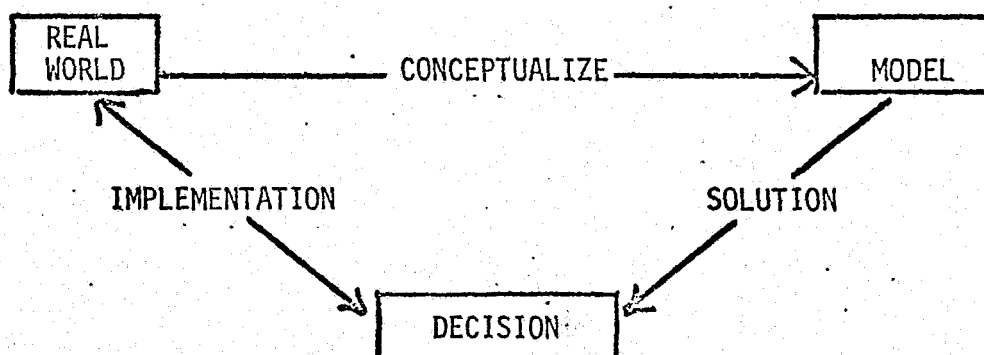 REAL
WORLD
CONCEPTUALIZE
MODEL
IMPLEMENTATION
SOLUTION
DECISION